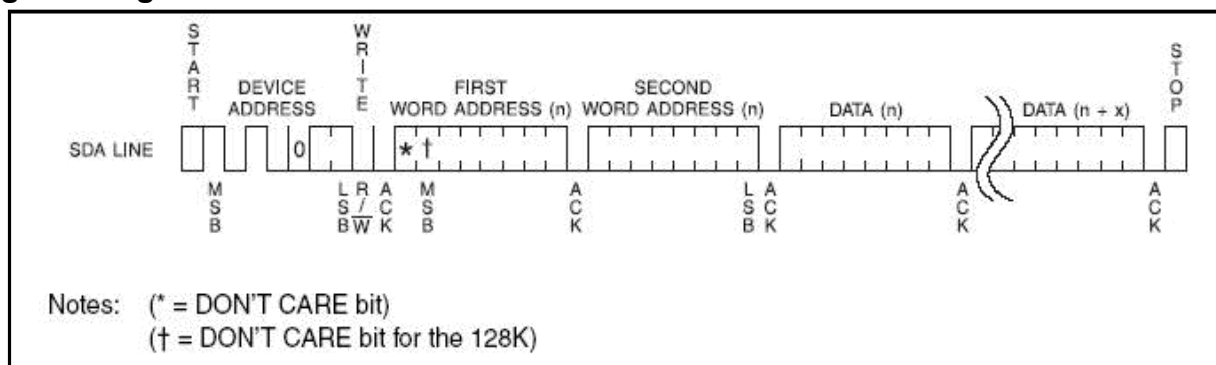 START
WRITE
STOP
DEVICE ADDRESS
FIRST WORD ADDRESS (n)
SECOND WORD ADDRESS (n)
DATA (n)
DATA (n + x)
SDA LINE
0
* †
MSB
LSB
R/W
ACK
MSB
ACK
LSB
ACK
ACK
ACK
Notes: (* = DON'T CARE bit)
(† = DON'T CARE bit for the 128K)